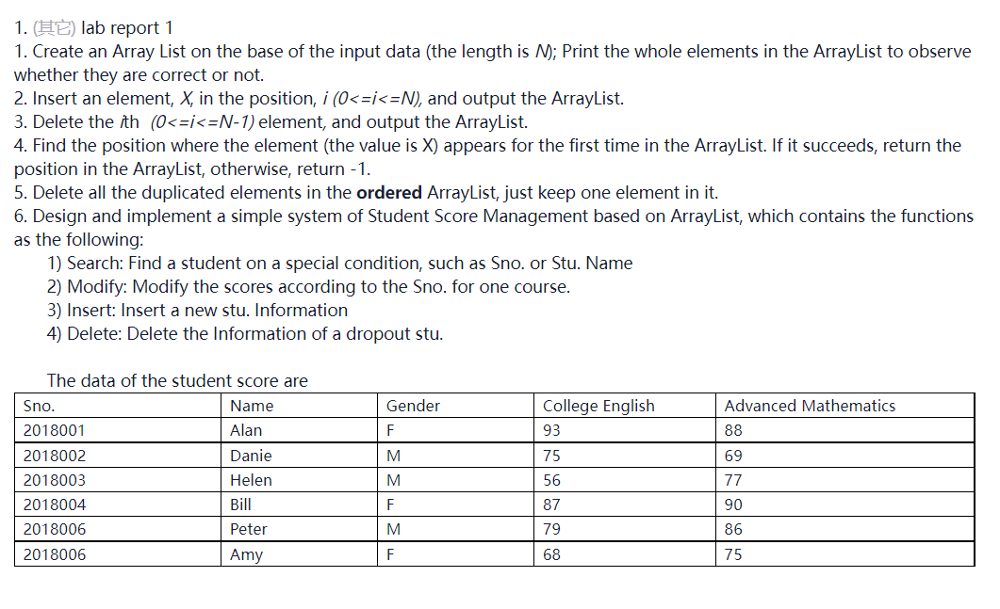 1. (其它) lab report 1
1. Create an Array List on the base of the input data (the length is N); Print the whole elements in the ArrayList to observe
whether they are correct or not.
2. Insert an element, X, in the position, i (0<=i<=N), and output the ArrayList.
3. Delete the ith (0<=i<=N-1) element, and output the ArrayList.
4. Find the position where the element (the value is X) appears for the first time in the ArrayList. If it succeeds, return the
position in the ArrayList, otherwise, return -1.
5. Delete all the duplicated elements in the ordered ArrayList, just keep one element in it.
6. Design and implement a simple system of Student Score Management based on ArrayList, which contains the functions
as the following:
1) Search: Find a student on a special condition, such as Sno. or Stu. Name
2) Modify: Modify the scores according to the Sno. for one course.
3) Insert: Insert a new stu. Information
4) Delete: Delete the Information of a dropout stu.
The data of the student score are
Sno. Name Gender College English Advanced Mathematics
2018001 Alan F 93 88
2018002 Danie M 75 69
2018003 Helen M 56 77
2018004 Bill F 87 90
2018006 Peter M 79 86
2018006 Amy F 68 75